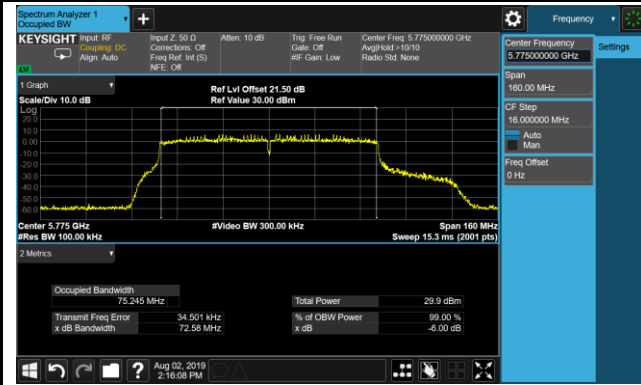 Spectrum Analyzer 1
Occupied BW
Frequency
KEYSIGHT
Input: RF
Coupling: DC
Align: Auto
Input Z: 50 Ω
Corrections: Off
Freq Ref: Int (S)
NFE: Off
Atten: 10 dB
Trig: Free Run
Gate: Off
#IF Gain: Low
Center Freq: 5.775000000 GHz
Avg|Hold:>10/10
Radio Std: None
Center Frequency
5.775000000 GHz
Settings
Span
160.00 MHz
CF Step
16.000000 MHz
Auto
Man
Freq Offset
0 Hz
1 Graph
Scale/Div 10.0 dB
Ref Lvl Offset 21.50 dB
Ref Value 30.00 dBm
Log
20.0
10.0
0.00
-10.0
-20.0
-30.0
-40.0
-50.0
-60.0
Center 5.775 GHz
#Res BW 100.00 kHz
#Video BW 300.00 kHz
Span 160 MHz
Sweep 15.3 ms (2001 pts)
2 Metrics
Occupied Bandwidth
75.245 MHz
Total Power 29.9 dBm
Transmit Freq Error 34.501 kHz
% of OBW Power 99.00 %
x dB Bandwidth 72.58 MHz
x dB -6.00 dB
?
Aug 02, 2019
2:16:08 PM